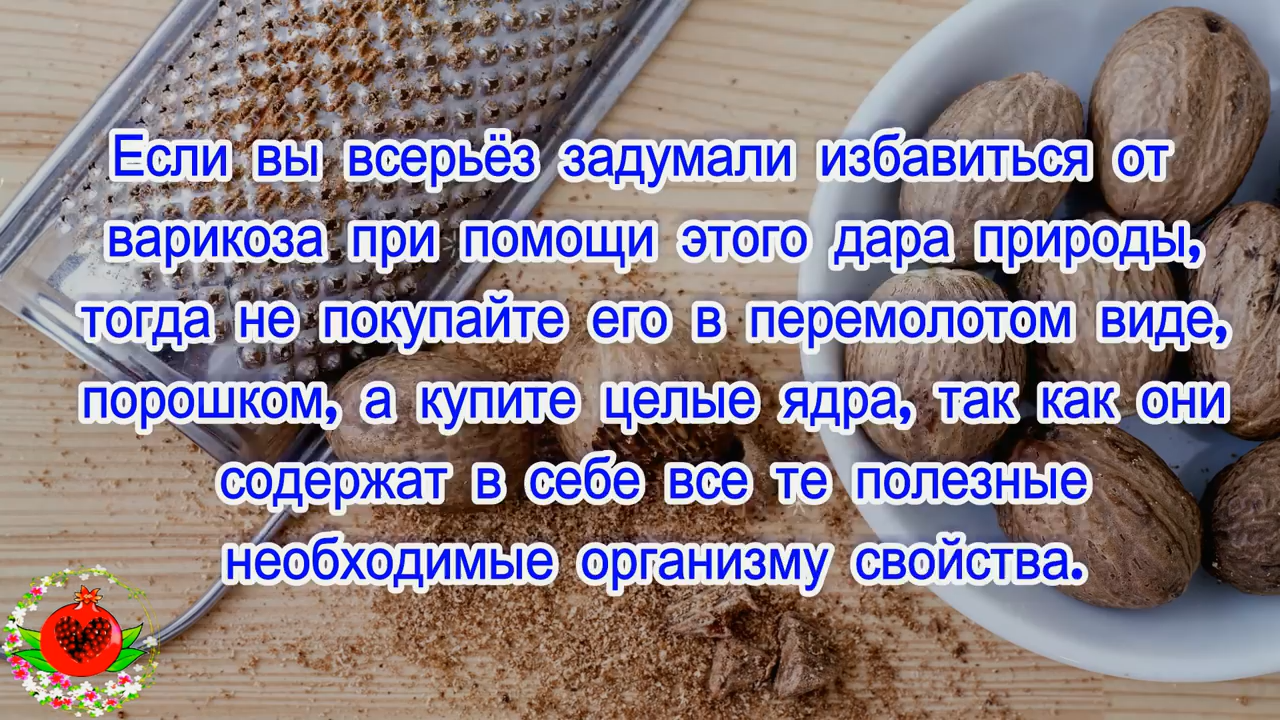 Если вы всерьёз задумали избавиться от
варикоза при помощи этого дара природы,
тогда не покупайте его в перемолотом виде,
порошком, а купите целые ядра, так как они
содержат в себе все те полезные
необходимые организму свойства.